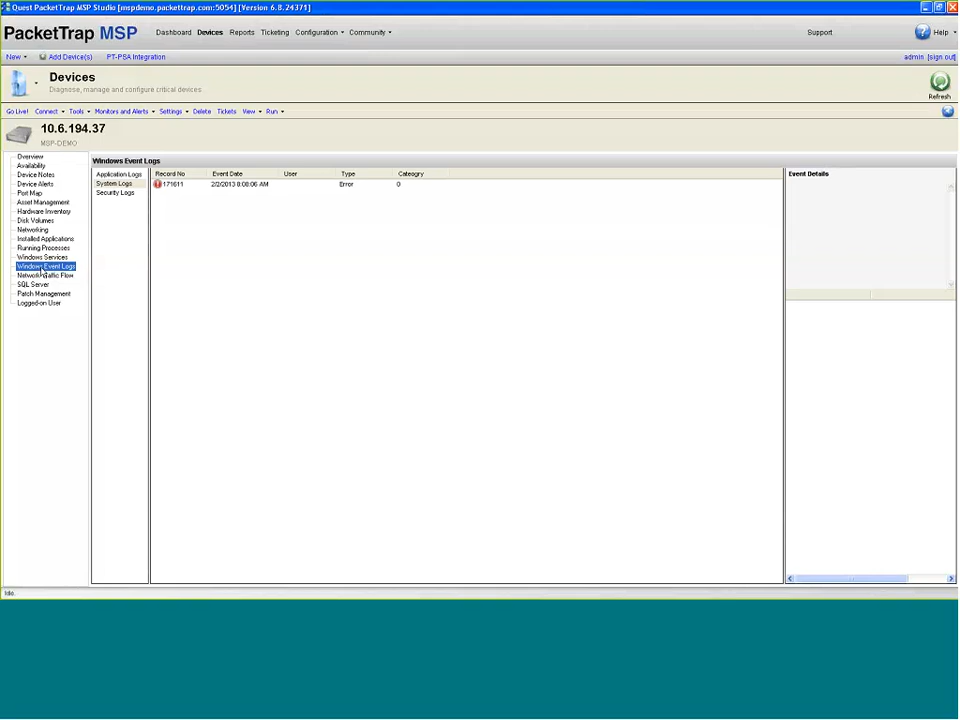 Quest PacketTrap MSP Studio [mspdemo.packettrap.com:5054] [Version 6.8.24371]
PacketTrap MSP Dashboard Devices Reports Ticketing Configuration Community Support Help
New Add Device(s) PT-PSA Integration admin [sign out]
Devices
Diagnose, manage and configure critical devices
Refresh
Go Live! Connect Tools Monitors and Alerts Settings Delete Tickets View Run
10.6.194.37
MSP-DEMO
Overview
Availability
Device Notes
Device Alerts
Port Map
Asset Management
Hardware Inventory
Disk Volumes
Networking
Installed Applications
Running Processes
Windows Services
Windows Event Logs
Network Traffic Flow
SQL Server
Patch Management
Logged-on User
Windows Event Logs
Application Logs
System Logs
Security Logs
Record No Event Date User Type Category
171611 2/2/2013 8:08:06 AM Error 0
Event Details
Idle.